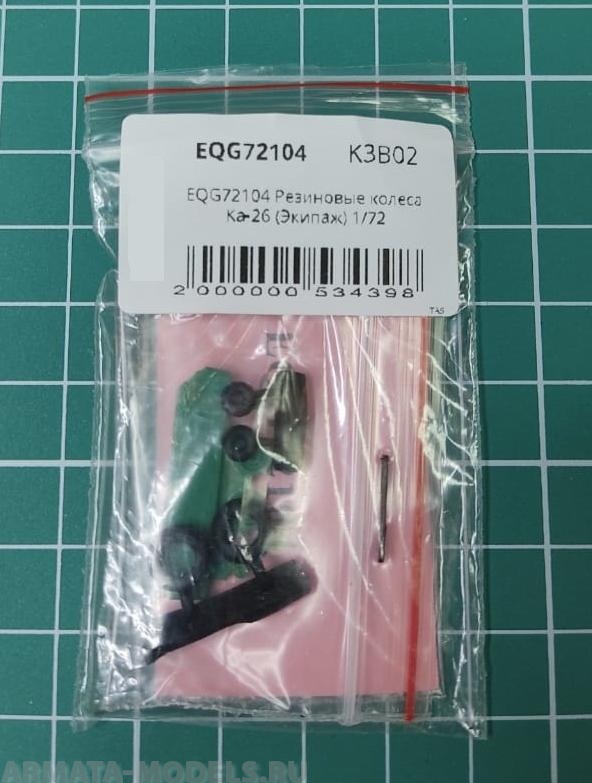 EQG72104 K3B02
EQG72104 Резиновые колеса
Ка-26 (Экипаж) 1/72
2 000000 534398
TAS
ARMATA-MODELS.RU